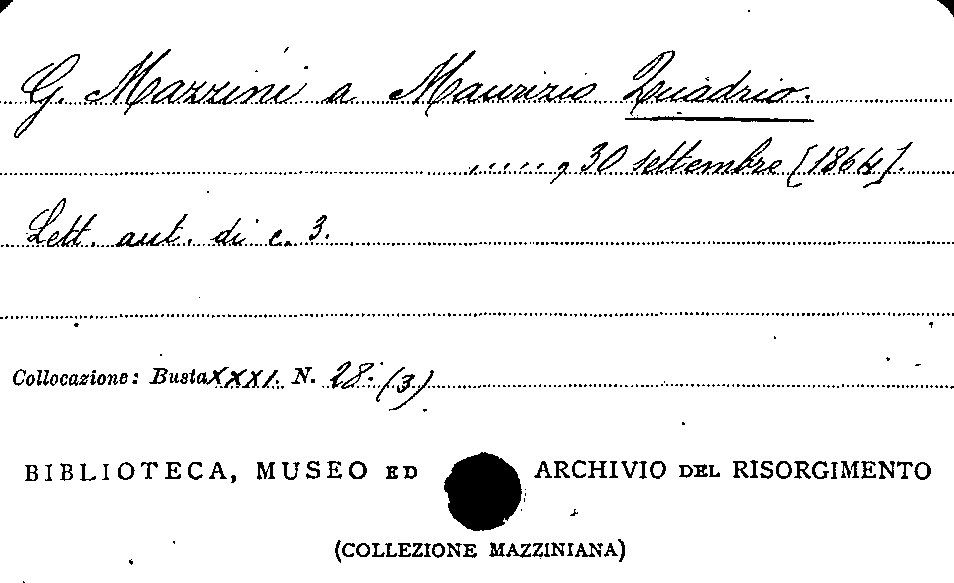 G. Mazzini a Maurizio Quadrio.
......, 30 settembre [1864].
Lett. aut. di c. 3.
Collocazione: Busta XXXI. N. 28. (3)
BIBLIOTECA, MUSEO ED ARCHIVIO DEL RISORGIMENTO
(COLLEZIONE MAZZINIANA)